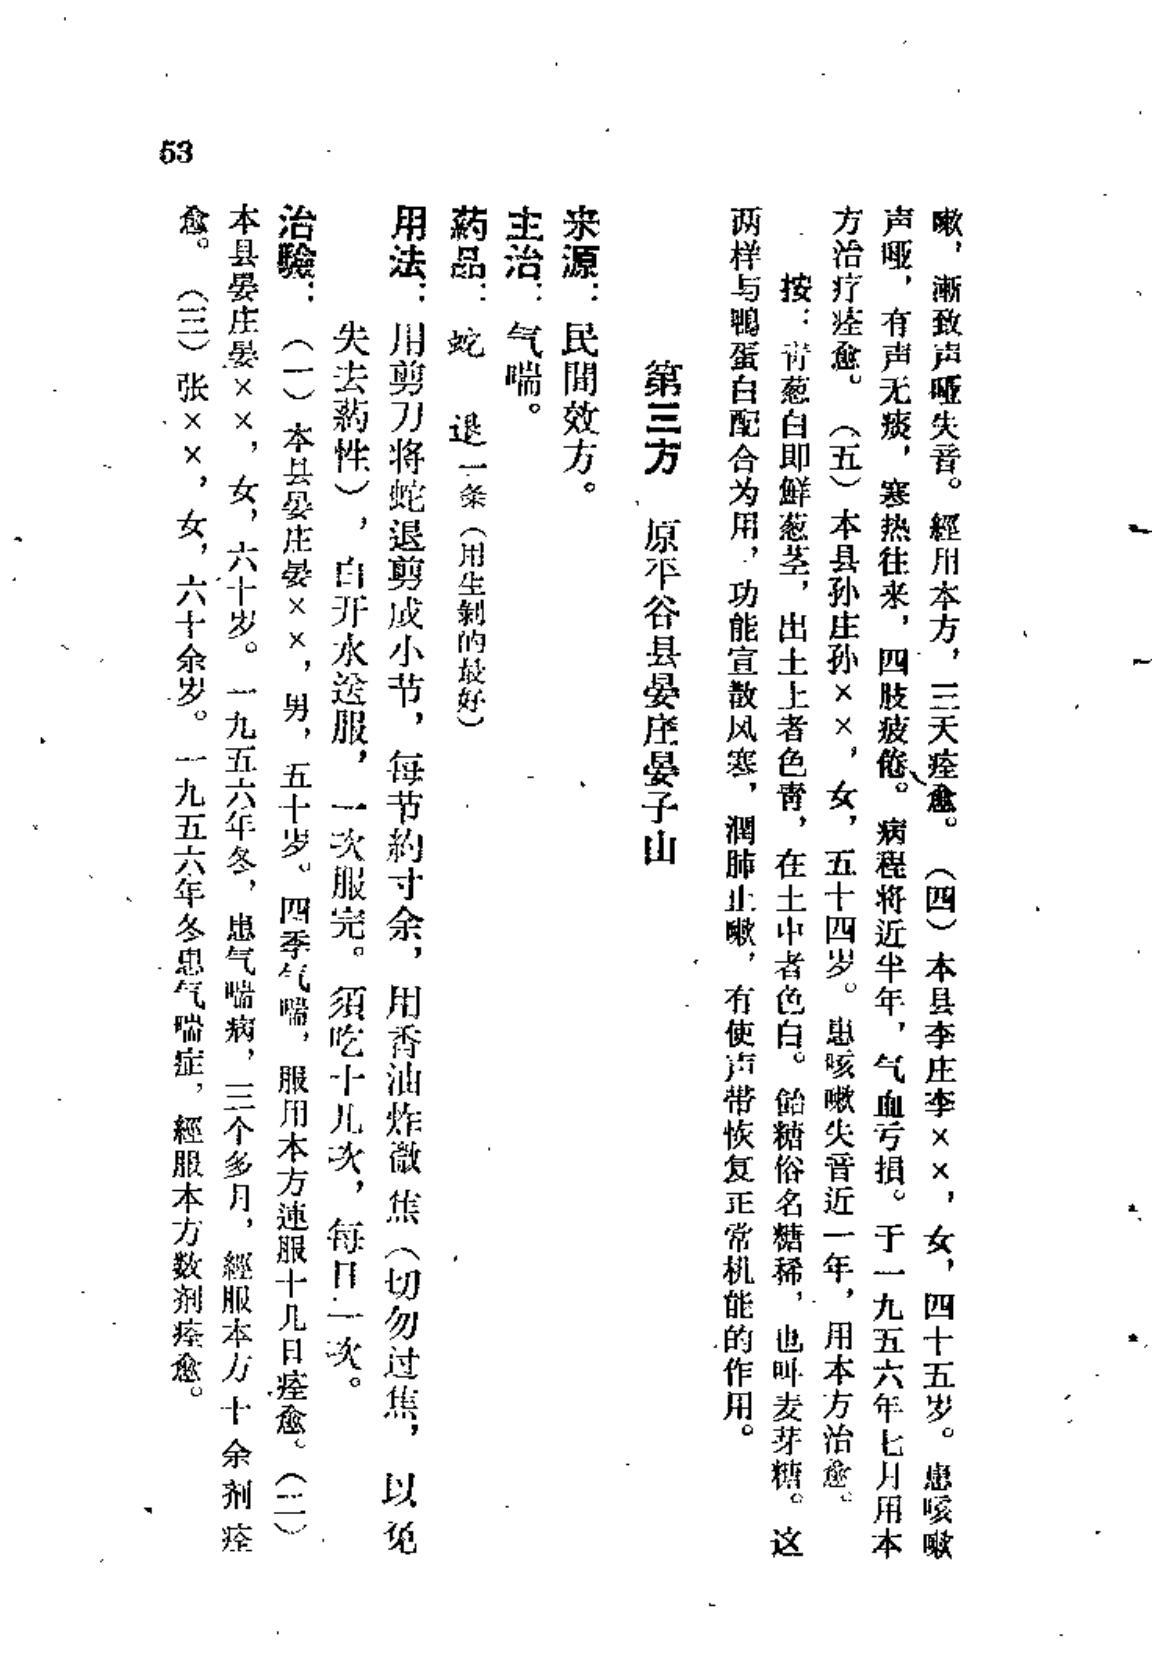 嗽，漸致声哑失音。經用本方，三天痊愈。（四）本县李庄李××，女，四十五岁。患咳嗽
声哑，有声无痰，寒热往来，四肢疲倦。病程将近半年，气血亏損。于一九五六年七月用本
方治疗痊愈。（五）本县孙庄孙××，女，五十四岁。患咳嗽失音近一年，用本方治愈。
按：青葱白即鮮葱茎，出土上者色青，在土中者色白。飴糖俗名糖稀，也叫麦芽糖。这
两样与鴨蛋白配合为用，功能宣散风寒，潤肺止嗽，有使声带恢复正常机能的作用。
第三方 原平谷县晏庄晏子山
来源：民間效方。
主治：气喘。
葯品：蛇 退一条（用生剝的最好）
用法：用剪刀将蛇退剪成小节，每节約寸余，用香油炸微焦（切勿过焦，以免
失去葯性），白开水送服，一次服完。須吃十几次，每日一次。
治驗：（一）本县晏庄晏××，男，五十岁。四季气喘，服用本方連服十几日痊愈。（二）
本县晏庄晏××，女，六十岁。一九五六年冬，患气喘病，三个多月，經服本方十余剂痊
愈。（三）张××，女，六十余岁。一九五六年冬患气喘症，經服本方数剂痊愈。
53